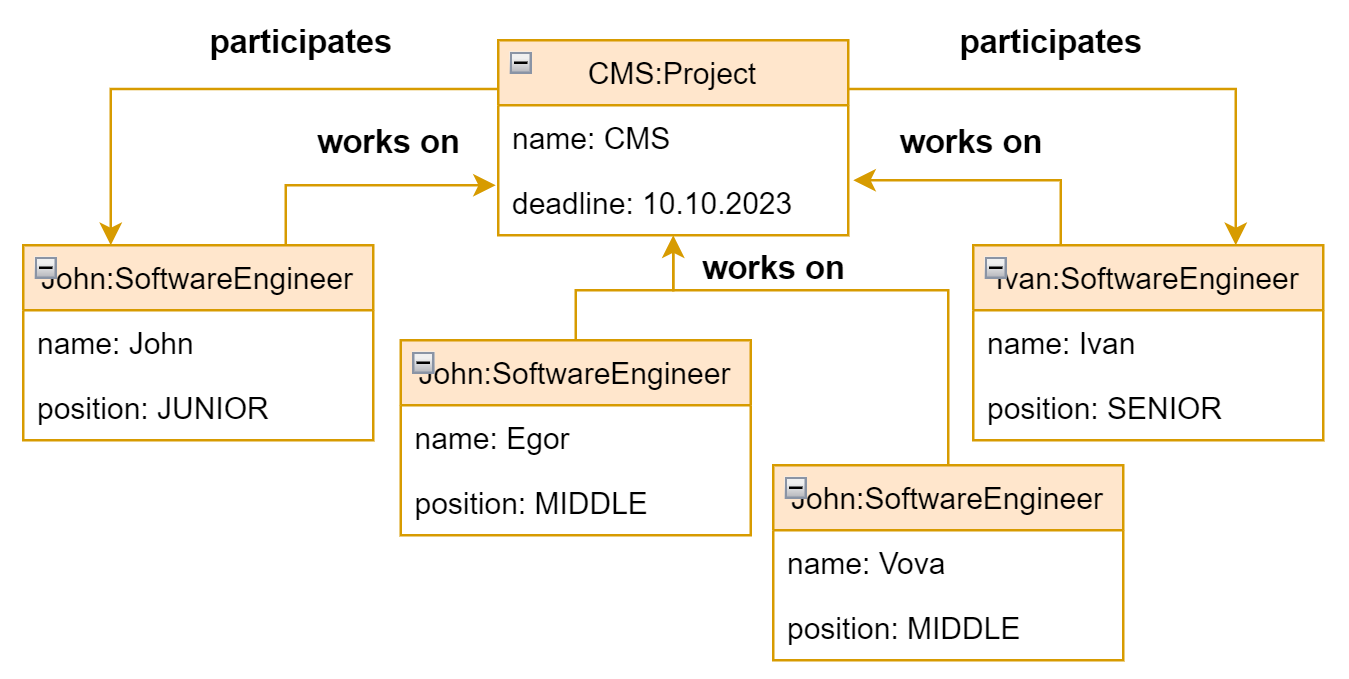 participates
participates
CMS:Project
name: CMS
deadline: 10.10.2023
works on
works on
works on
John:SoftwareEngineer
name: John
position: JUNIOR
John:SoftwareEngineer
name: Egor
position: MIDDLE
John:SoftwareEngineer
name: Vova
position: MIDDLE
Ivan:SoftwareEngineer
name: Ivan
position: SENIOR